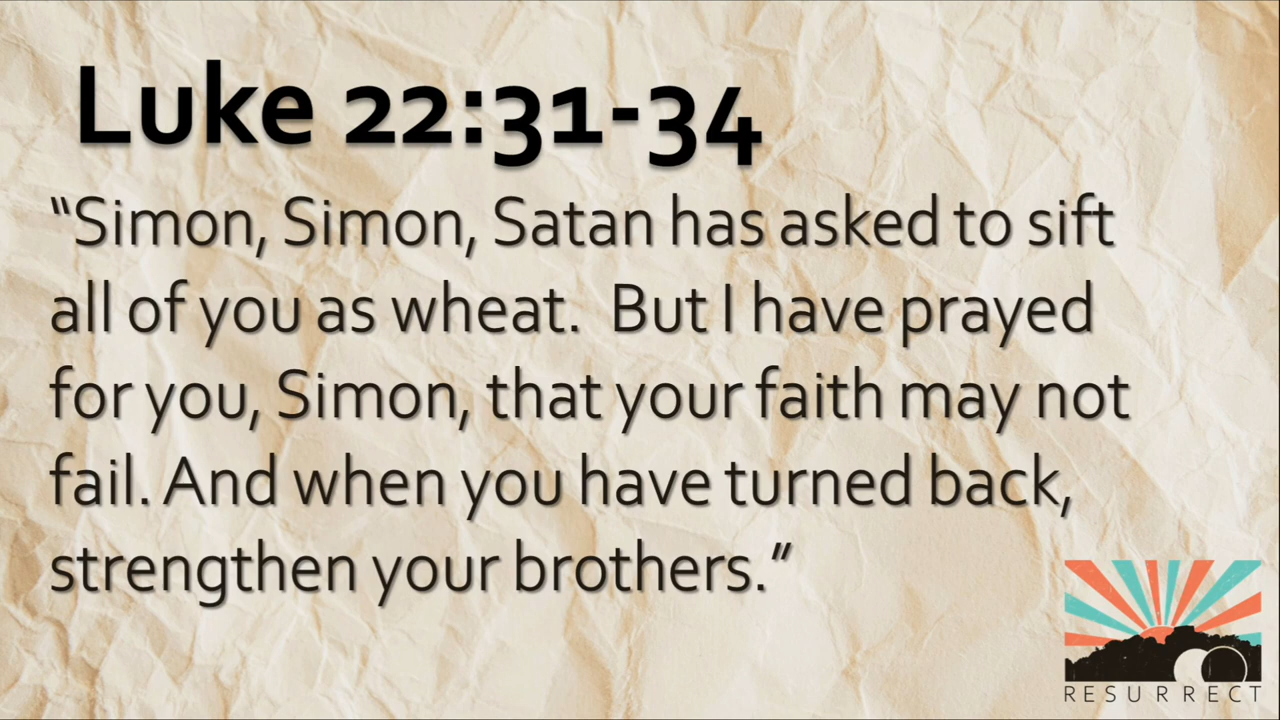 Luke 22:31-34
“Simon, Simon, Satan has asked to sift
all of you as wheat.  But I have prayed
for you, Simon, that your faith may not
fail. And when you have turned back,
strengthen your brothers.”
RESURRECT